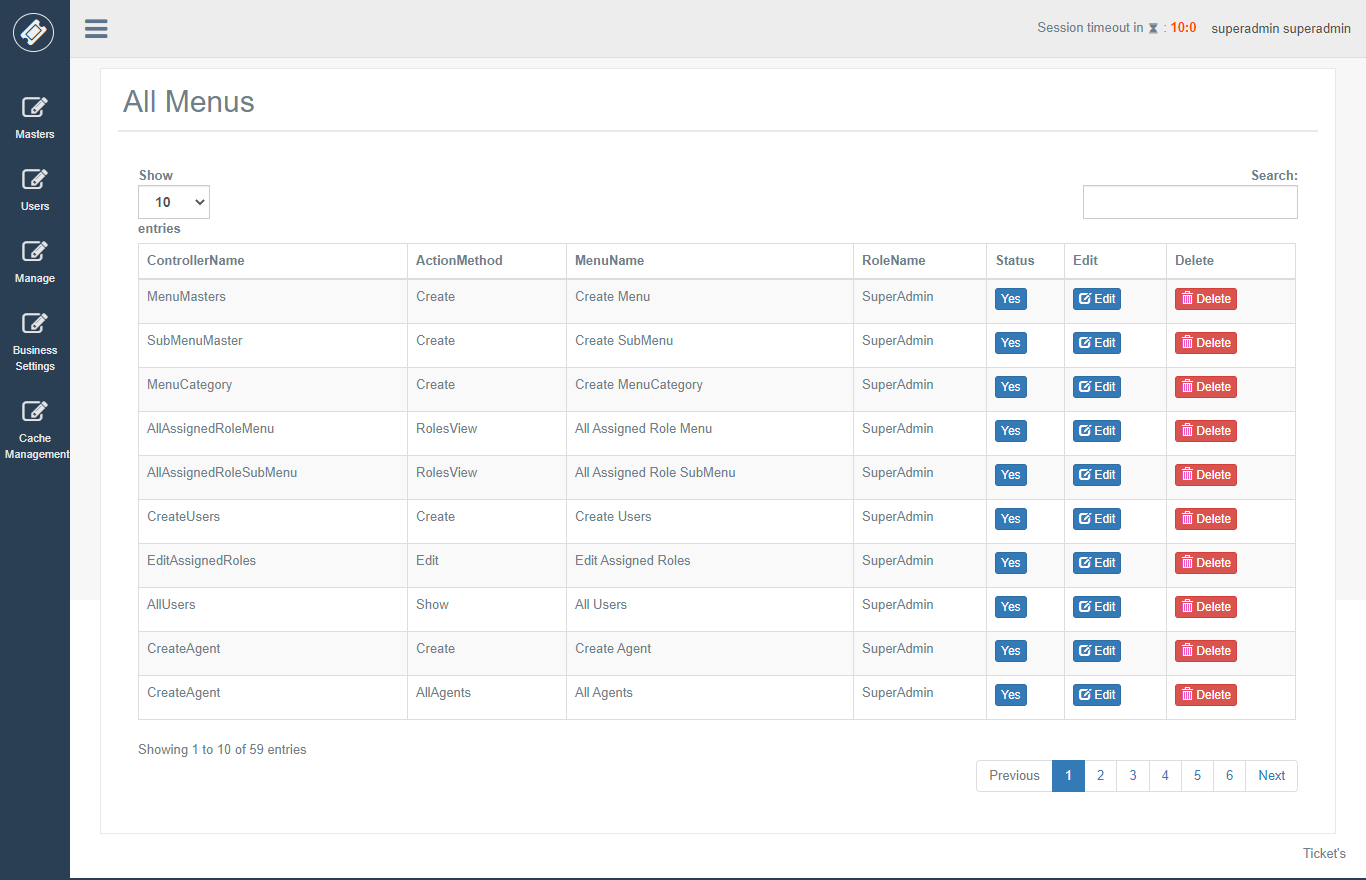 Session timeout in : 10:0 superadmin superadmin
Masters
Users
Manage
Business
Settings
Cache
Management
All Menus
Show
10
entries
Search:
ControllerName ActionMethod MenuName RoleName Status Edit Delete
MenuMasters Create Create Menu SuperAdmin Yes Edit Delete
SubMenuMaster Create Create SubMenu SuperAdmin Yes Edit Delete
MenuCategory Create Create MenuCategory SuperAdmin Yes Edit Delete
AllAssignedRoleMenu RolesView All Assigned Role Menu SuperAdmin Yes Edit Delete
AllAssignedRoleSubMenu RolesView All Assigned Role SubMenu SuperAdmin Yes Edit Delete
CreateUsers Create Create Users SuperAdmin Yes Edit Delete
EditAssignedRoles Edit Edit Assigned Roles SuperAdmin Yes Edit Delete
AllUsers Show All Users SuperAdmin Yes Edit Delete
CreateAgent Create Create Agent SuperAdmin Yes Edit Delete
CreateAgent AllAgents All Agents SuperAdmin Yes Edit Delete
Showing 1 to 10 of 59 entries
Previous 1 2 3 4 5 6 Next
Ticket's